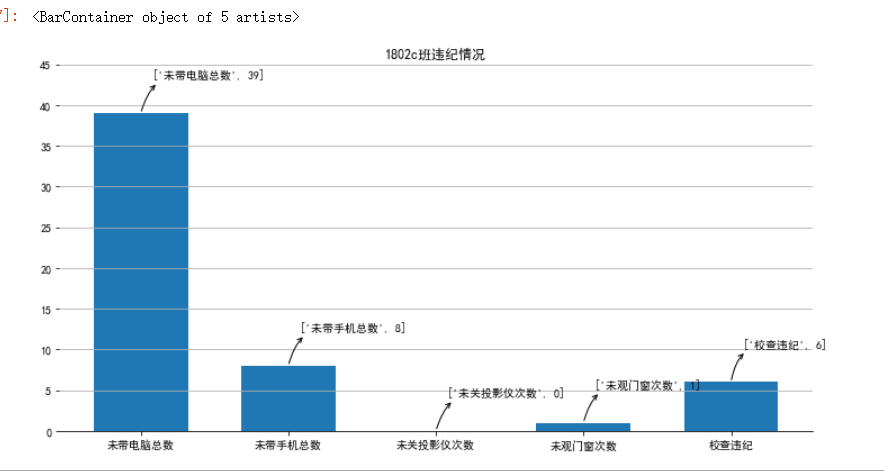 ]: <BarContainer object of 5 artists>
1802c班违纪情况
45
['未带电脑总数', 39]
40
35
30
25
20
15
['未带手机总数', 8]
10
['校查违纪', 6]
5
['未关投影仪次数', 0]
['未观门窗次数', 1]
0
未带电脑总数
未带手机总数
未关投影仪次数
未观门窗次数
校查违纪